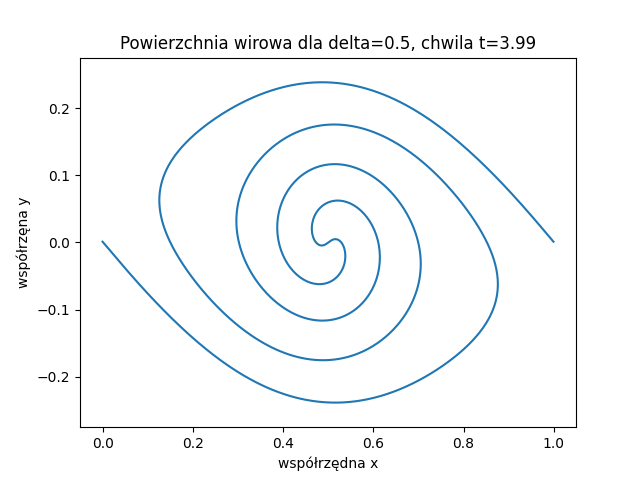 Powierzchnia wirowa dla delta=0.5, chwila t=3.99
współrzęna y
0.2
0.1
0.0
−0.1
−0.2
0.0 0.2 0.4 0.6 0.8 1.0
współrzędna x